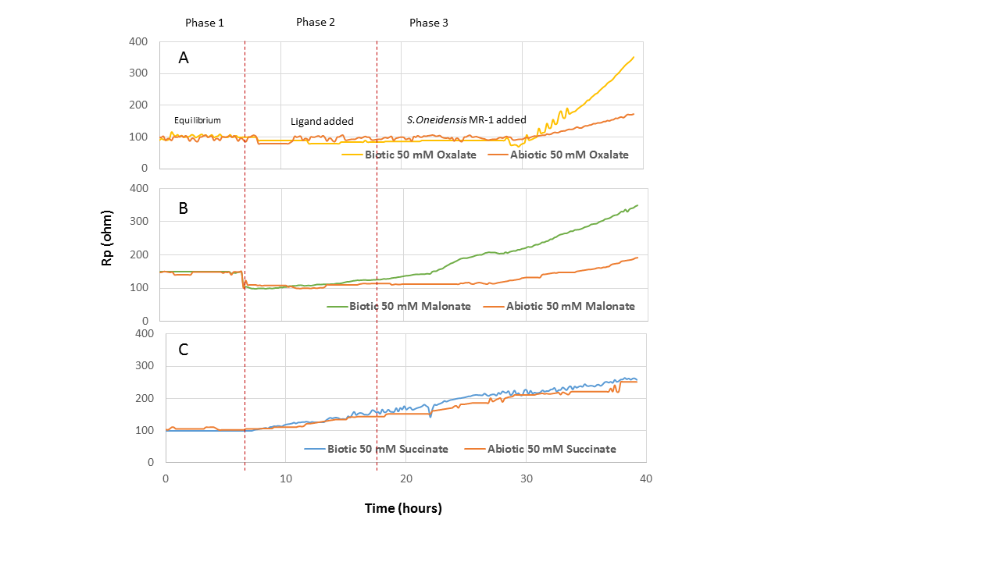 Phase 1 Phase 2 Phase 3
400
A
300
200
Equilibrium Ligand added S.Oneidensis MR-1 added
100
Biotic 50 mM Oxalate Abiotic 50 mM Oxalate
0
400
B
300
Rp (ohm)
200
100
Biotic 50 mM Malonate Abiotic 50 mM Malonate
0
400
C
300
200
100
Biotic 50 mM Succinate Abiotic 50 mM Succinate
0
0 10 20 30 40
Time (hours)